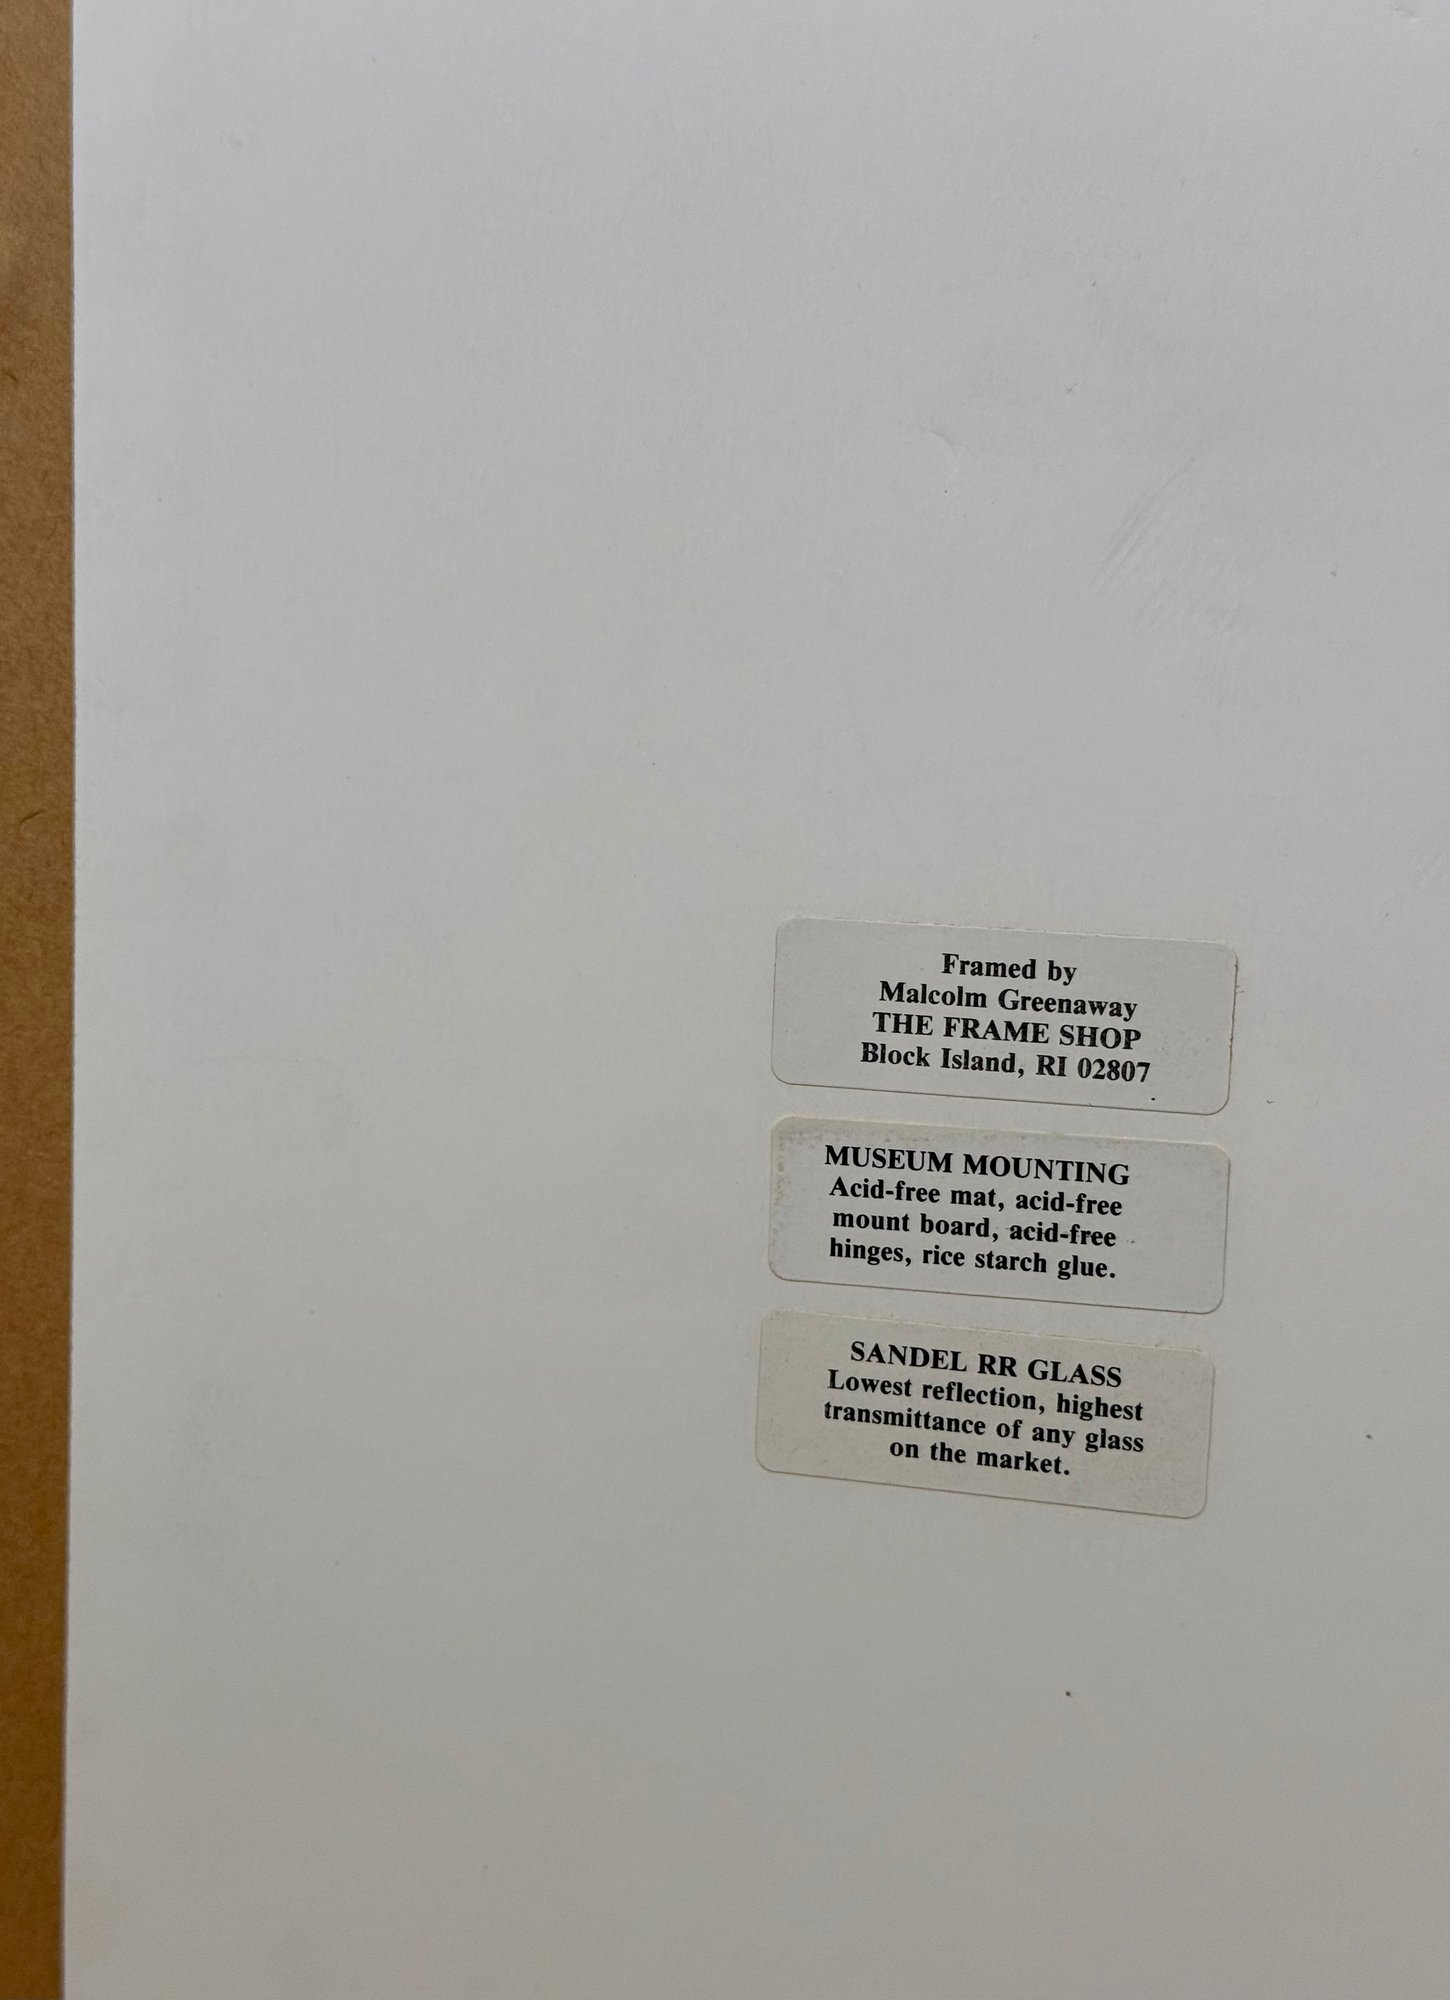 Framed by
Malcolm Greenaway
THE FRAME SHOP
Block Island, RI 02807
MUSEUM MOUNTING
Acid-free mat, acid-free
mount board, acid-free
hinges, rice starch glue.
SANDEL RR GLASS
Lowest reflection, highest
transmittance of any glass
on the market.